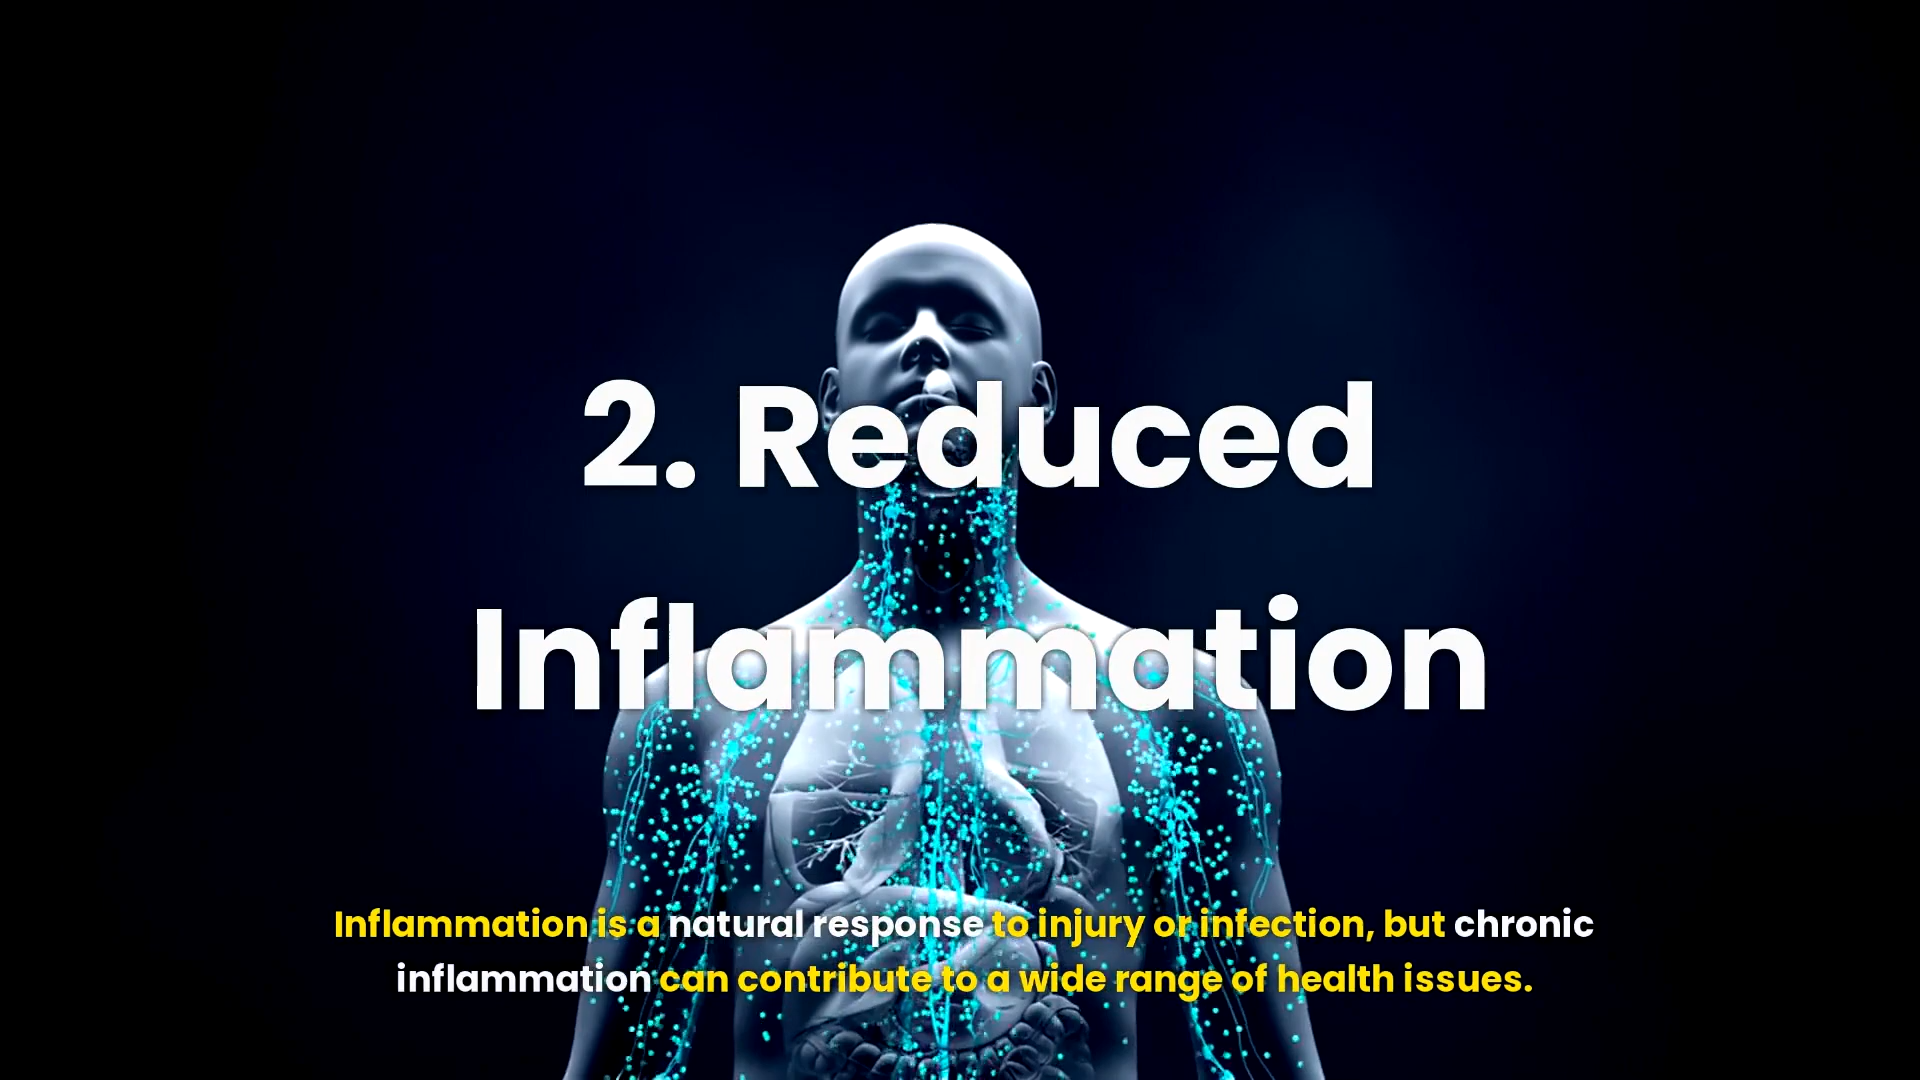 2. Reduced
Inflammation
Inflammation is a natural response to injury or infection, but chronic
inflammation can contribute to a wide range of health issues.